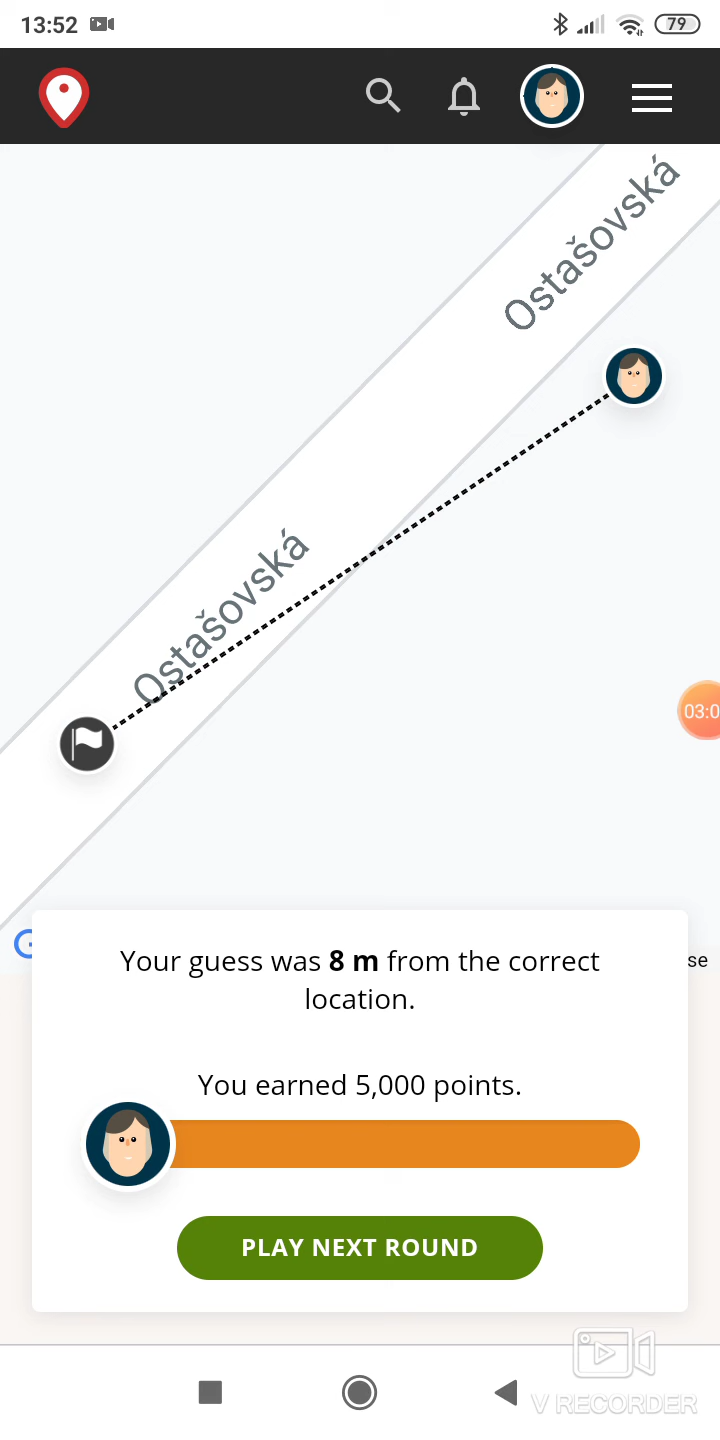 13:52
79
Ostašovská
Ostašovská
03:0
G
se
Your guess was 8 m from the correct
location.
You earned 5,000 points.
PLAY NEXT ROUND
V RECORDER